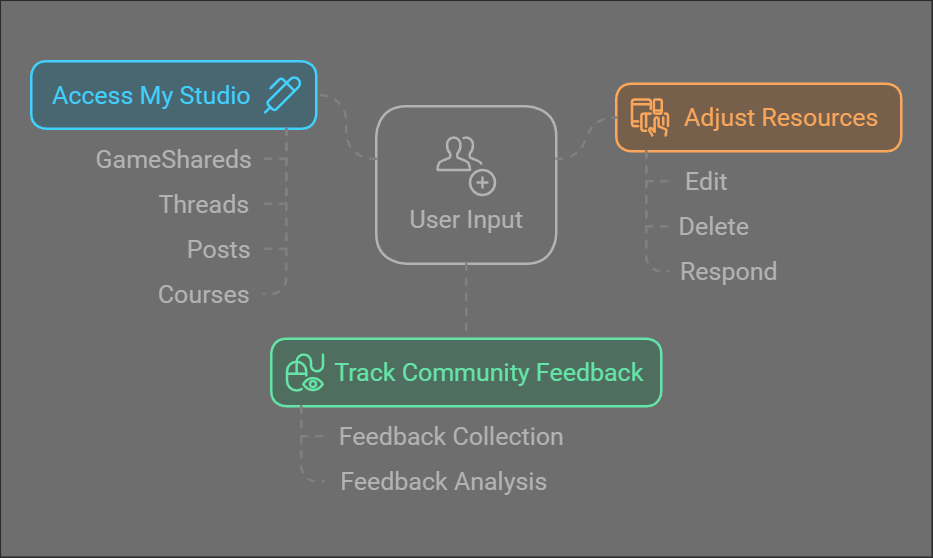 Access My Studio
GameShareds
Threads
Posts
Courses
User Input
Adjust Resources
Edit
Delete
Respond
Track Community Feedback
Feedback Collection
Feedback Analysis